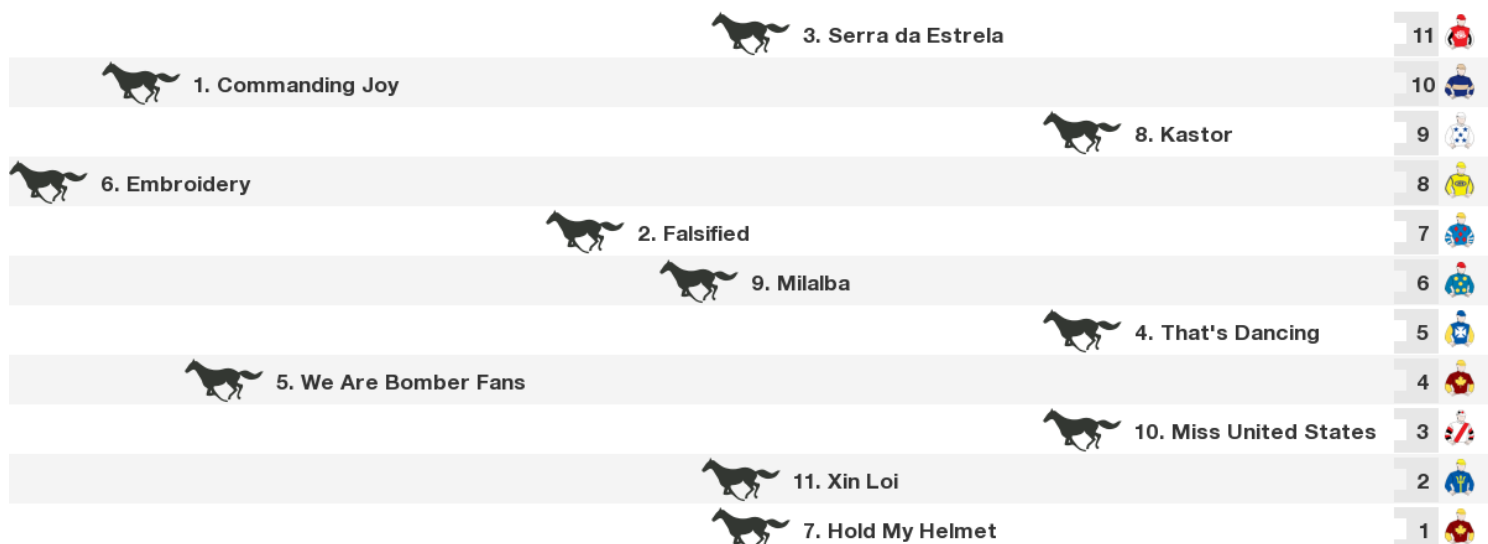 3. Serra da Estrela 11
1. Commanding Joy 10
8. Kastor 9
6. Embroidery 8
2. Falsified 7
9. Milalba 6
4. That's Dancing 5
5. We Are Bomber Fans 4
10. Miss United States 3
11. Xin Loi 2
7. Hold My Helmet 1